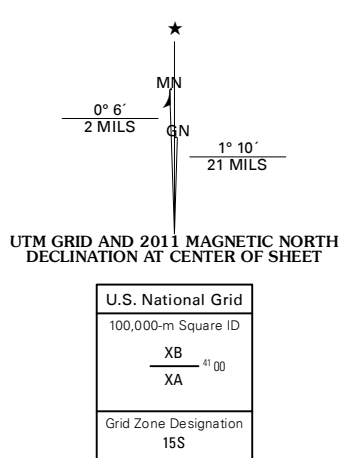 ★
MN
0° 6´
2 MILS
GN
1° 10´
21 MILS
UTM GRID AND 2011 MAGNETIC NORTH
DECLINATION AT CENTER OF SHEET
U.S. National Grid
100,000-m Square ID
XB
41 00
XA
Grid Zone Designation
15S